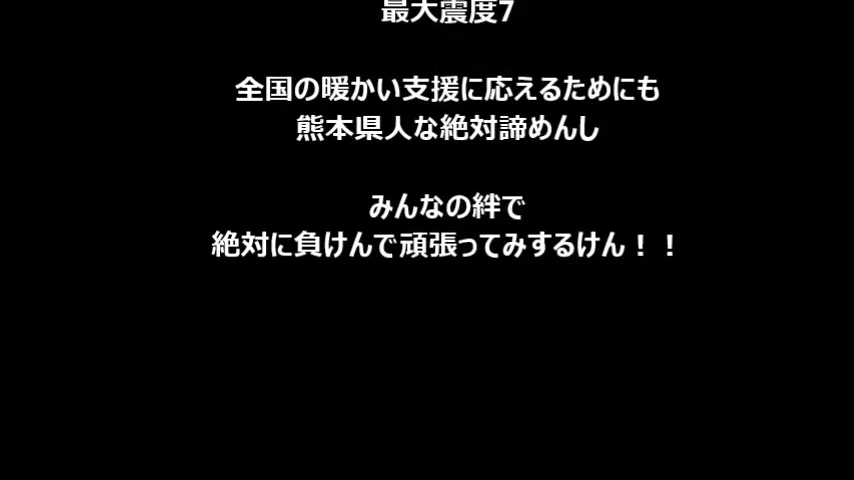 最大震度7
全国の暖かい支援に応えるためにも
熊本県人な絶対諦めんし
みんなの絆で
絶対に負けんで頑張ってみするけん！！